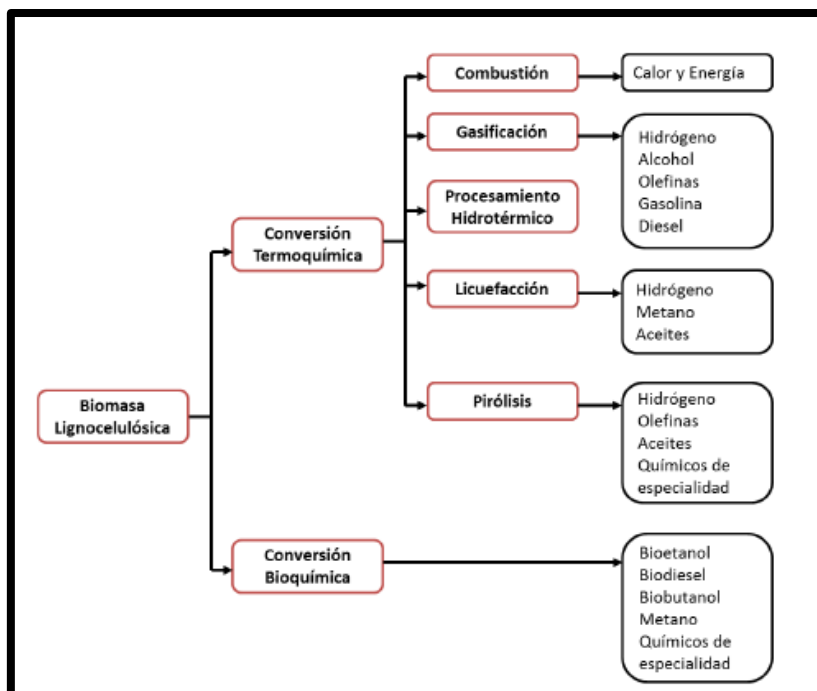 Combustión
Calor y Energía
Gasificación
Hidrógeno
Alcohol
Olefinas
Gasolina
Diesel
Procesamiento
Hidrotérmico
Conversión
Termoquímica
Licuefacción
Hidrógeno
Metano
Aceites
Biomasa
Lignocelulósica
Pirólisis
Hidrógeno
Olefinas
Aceites
Químicos de
especialidad
Conversión
Bioquímica
Bioetanol
Biodiesel
Biobutanol
Metano
Químicos de
especialidad